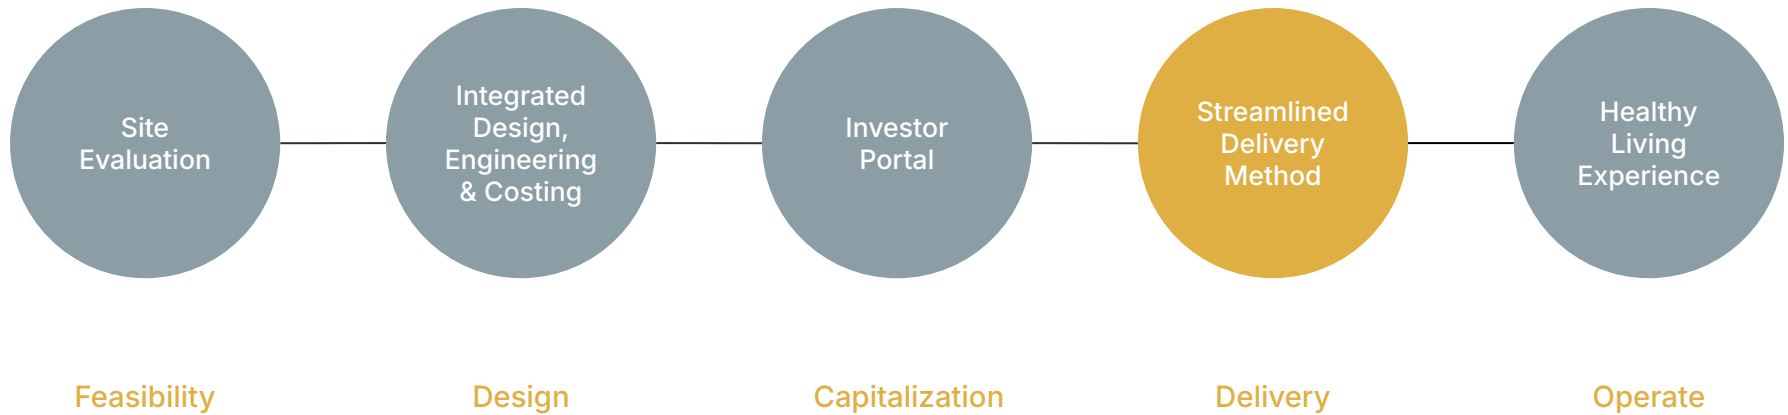 Site
Evaluation
Integrated
Design,
Engineering
& Costing
Investor
Portal
Streamlined
Delivery
Method
Healthy
Living
Experience
Feasibility
Design
Capitalization
Delivery
Operate